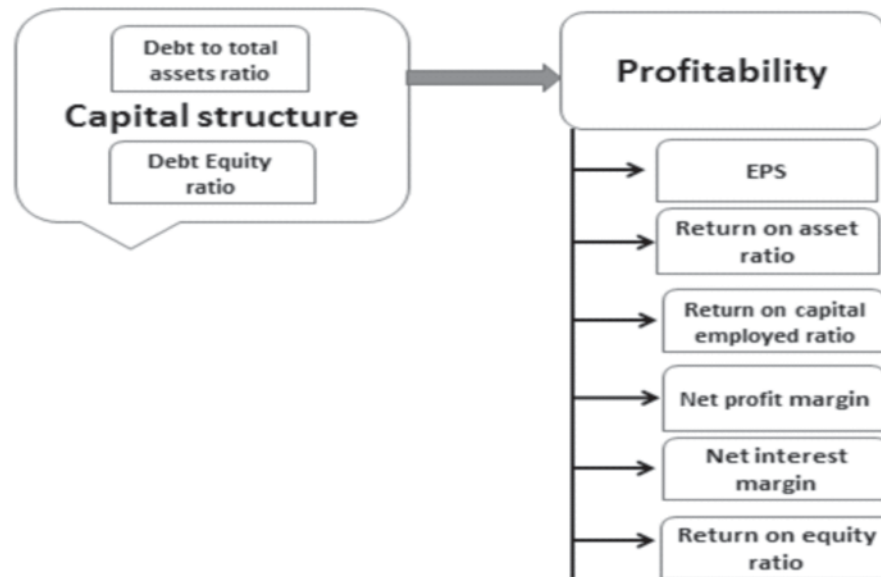 Debt to total
assets ratio
Capital structure
Debt Equity
ratio
Profitability
EPS
Return on asset
ratio
Return on capital
employed ratio
Net profit margin
Net interest
margin
Return on equity
ratio